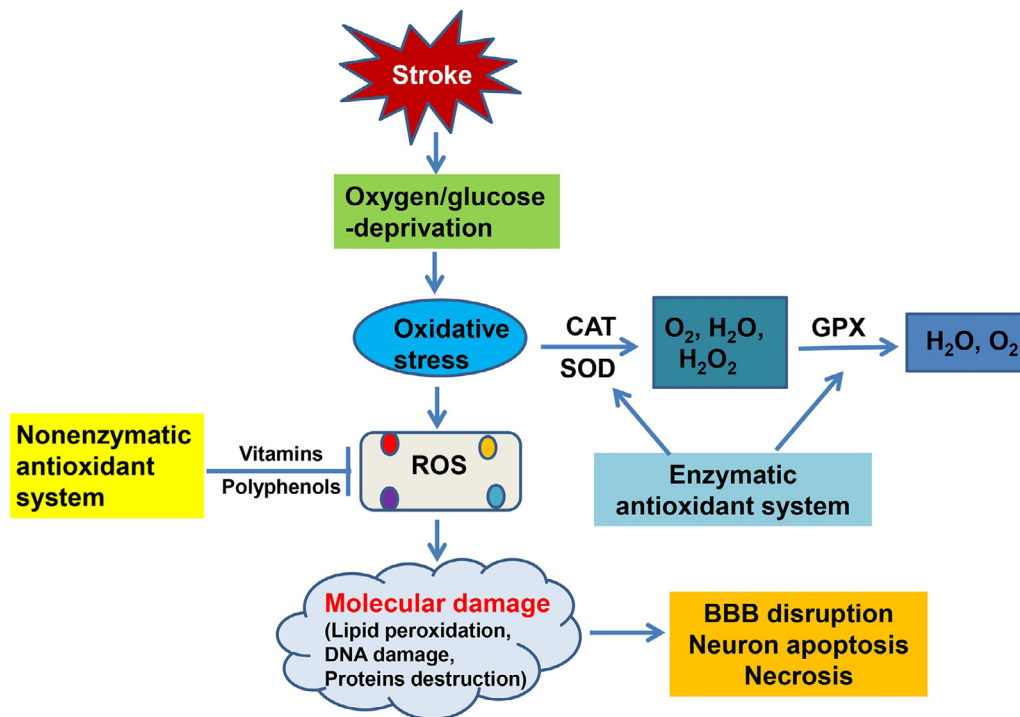 Stroke
Oxygen/glucose
-deprivation
Oxidative
stress
CAT
SOD
O₂, H₂O,
H₂O₂
GPX
H₂O, O₂
Nonenzymatic
antioxidant
system
Vitamins
Polyphenols
ROS
Enzymatic
antioxidant system
Molecular damage
(Lipid peroxidation,
DNA damage,
Proteins destruction)
BBB disruption
Neuron apoptosis
Necrosis